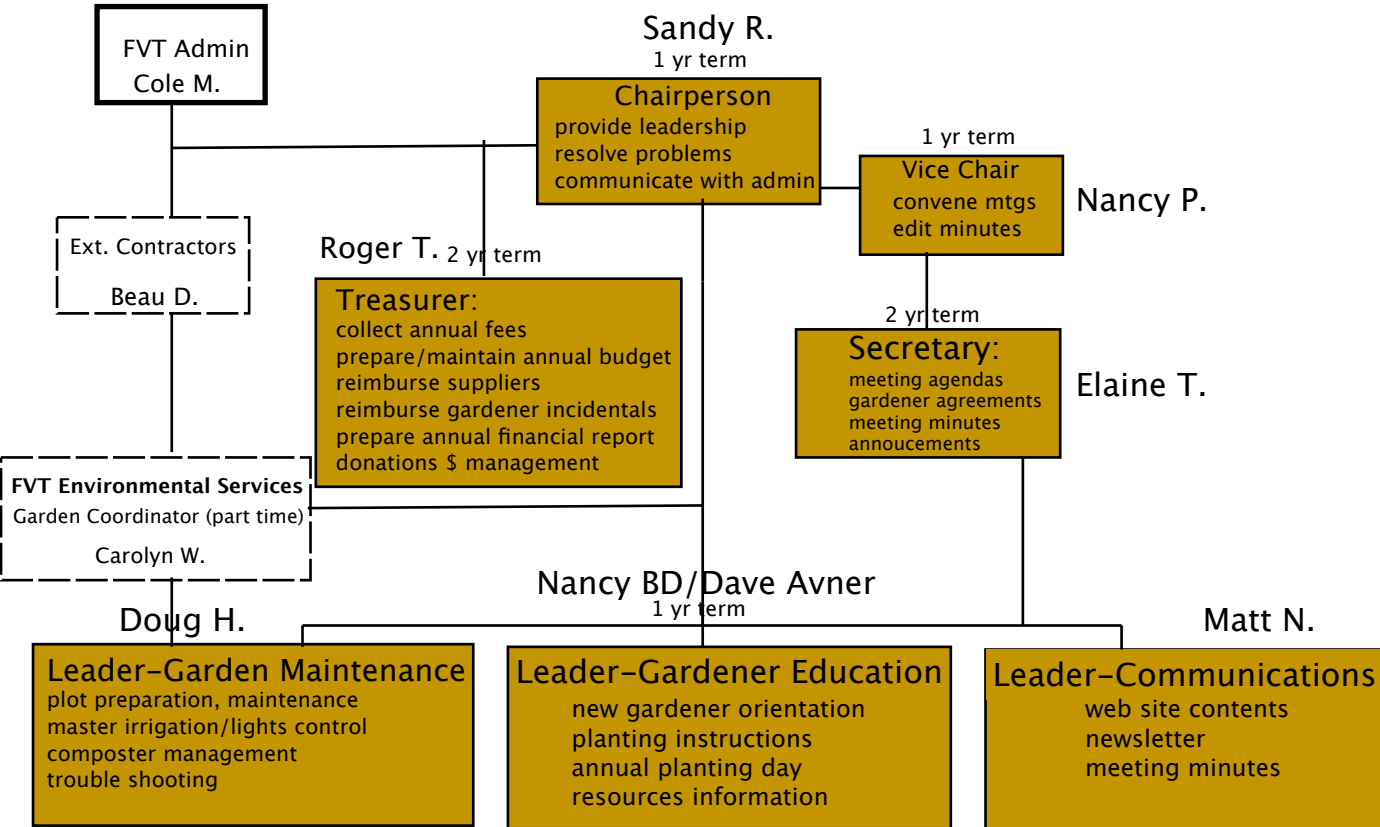 FVT Admin
Cole M.
Sandy R.
1 yr term
Chairperson
provide leadership
resolve problems
communicate with admin
1 yr term
Vice Chair
convene mtgs
edit minutes
Nancy P.
Ext. Contractors
Beau D.
Roger T.
2 yr term
Treasurer:
collect annual fees
prepare/maintain annual budget
reimburse suppliers
reimburse gardener incidentals
prepare annual financial report
donations $ management
2 yr term
Secretary:
meeting agendas
gardener agreements
meeting minutes
annoucements
Elaine T.
FVT Environmental Services
Garden Coordinator (part time)
Carolyn W.
Doug H.
Leader-Garden Maintenance
plot preparation, maintenance
master irrigation/lights control
composter management
trouble shooting
Nancy BD/Dave Avner
1 yr term
Leader-Gardener Education
new gardener orientation
planting instructions
annual planting day
resources information
Matt N.
Leader-Communications
web site contents
newsletter
meeting minutes